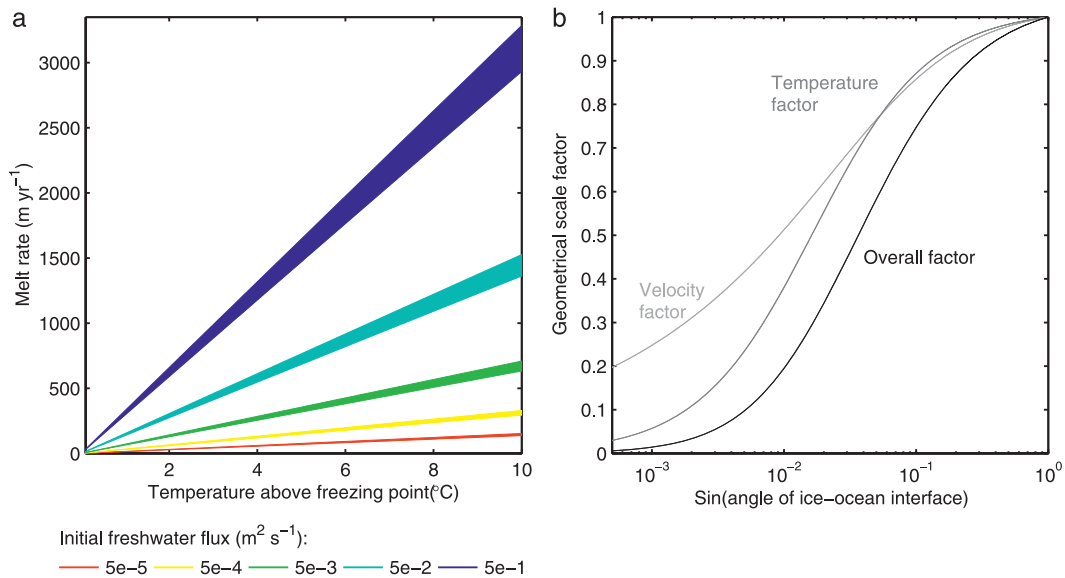 a
3000
2500
2000
1500
1000
500
0
Melt rate (m yr⁻¹)
2
4
6
8
10
Temperature above freezing point(°C)
Initial freshwater flux (m² s⁻¹):
5e−5
5e−4
5e−3
5e−2
5e−1
b
1
0.9
0.8
0.7
0.6
0.5
0.4
0.3
0.2
0.1
0
Geometrical scale factor
Temperature
factor
Velocity
factor
Overall factor
10⁻³
10⁻²
10⁻¹
10⁰
Sin(angle of ice−ocean interface)